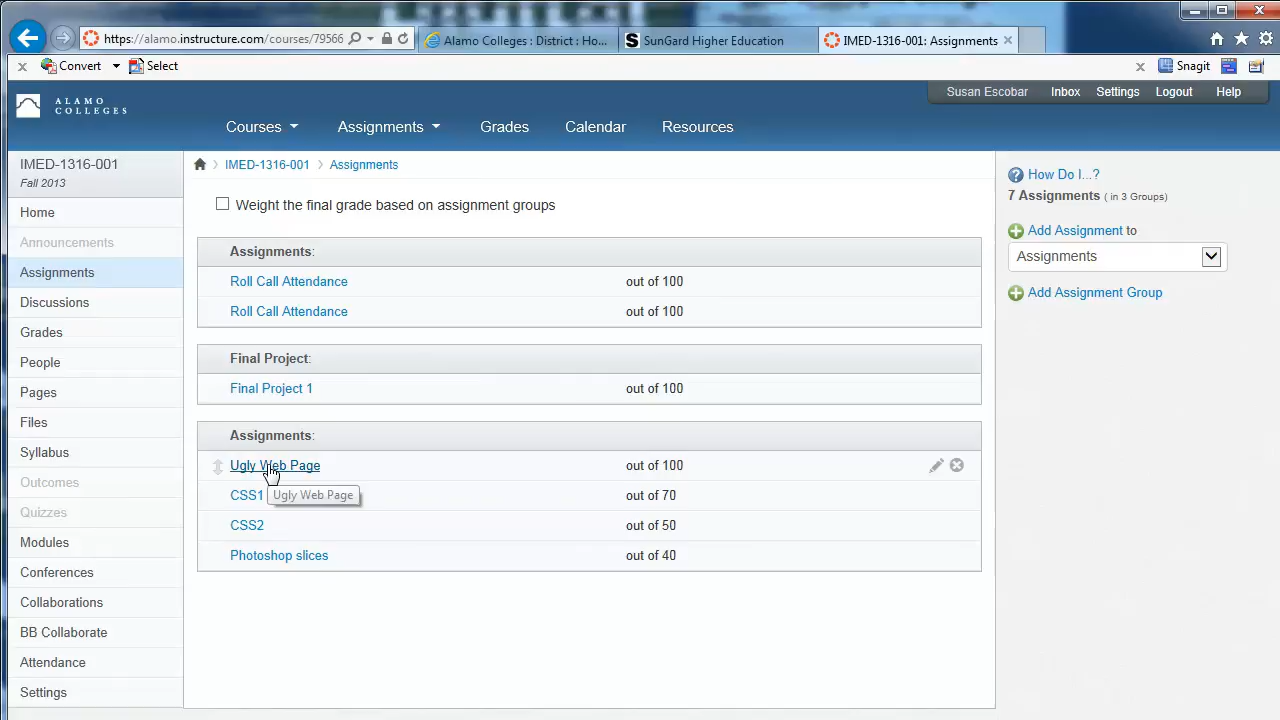 https://alamo.instructure.com/courses/79566
Alamo Colleges : District : Ho...
SunGard Higher Education
IMED-1316-001: Assignments
Convert
Select
Snagit
ALAMO
COLLEGES
Susan Escobar
Inbox
Settings
Logout
Help
Courses
Assignments
Grades
Calendar
Resources
IMED-1316-001
Fall 2013
Home
Announcements
Assignments
Discussions
Grades
People
Pages
Files
Syllabus
Outcomes
Quizzes
Modules
Conferences
Collaborations
BB Collaborate
Attendance
Settings
IMED-1316-001
Assignments
Weight the final grade based on assignment groups
Assignments:
Roll Call Attendance out of 100
Roll Call Attendance out of 100
Final Project:
Final Project 1 out of 100
Assignments:
Ugly Web Page out of 100
CSS1 out of 70
Ugly Web Page
CSS2 out of 50
Photoshop slices out of 40
How Do I...?
7 Assignments ( in 3 Groups)
Add Assignment to
Assignments
Add Assignment Group